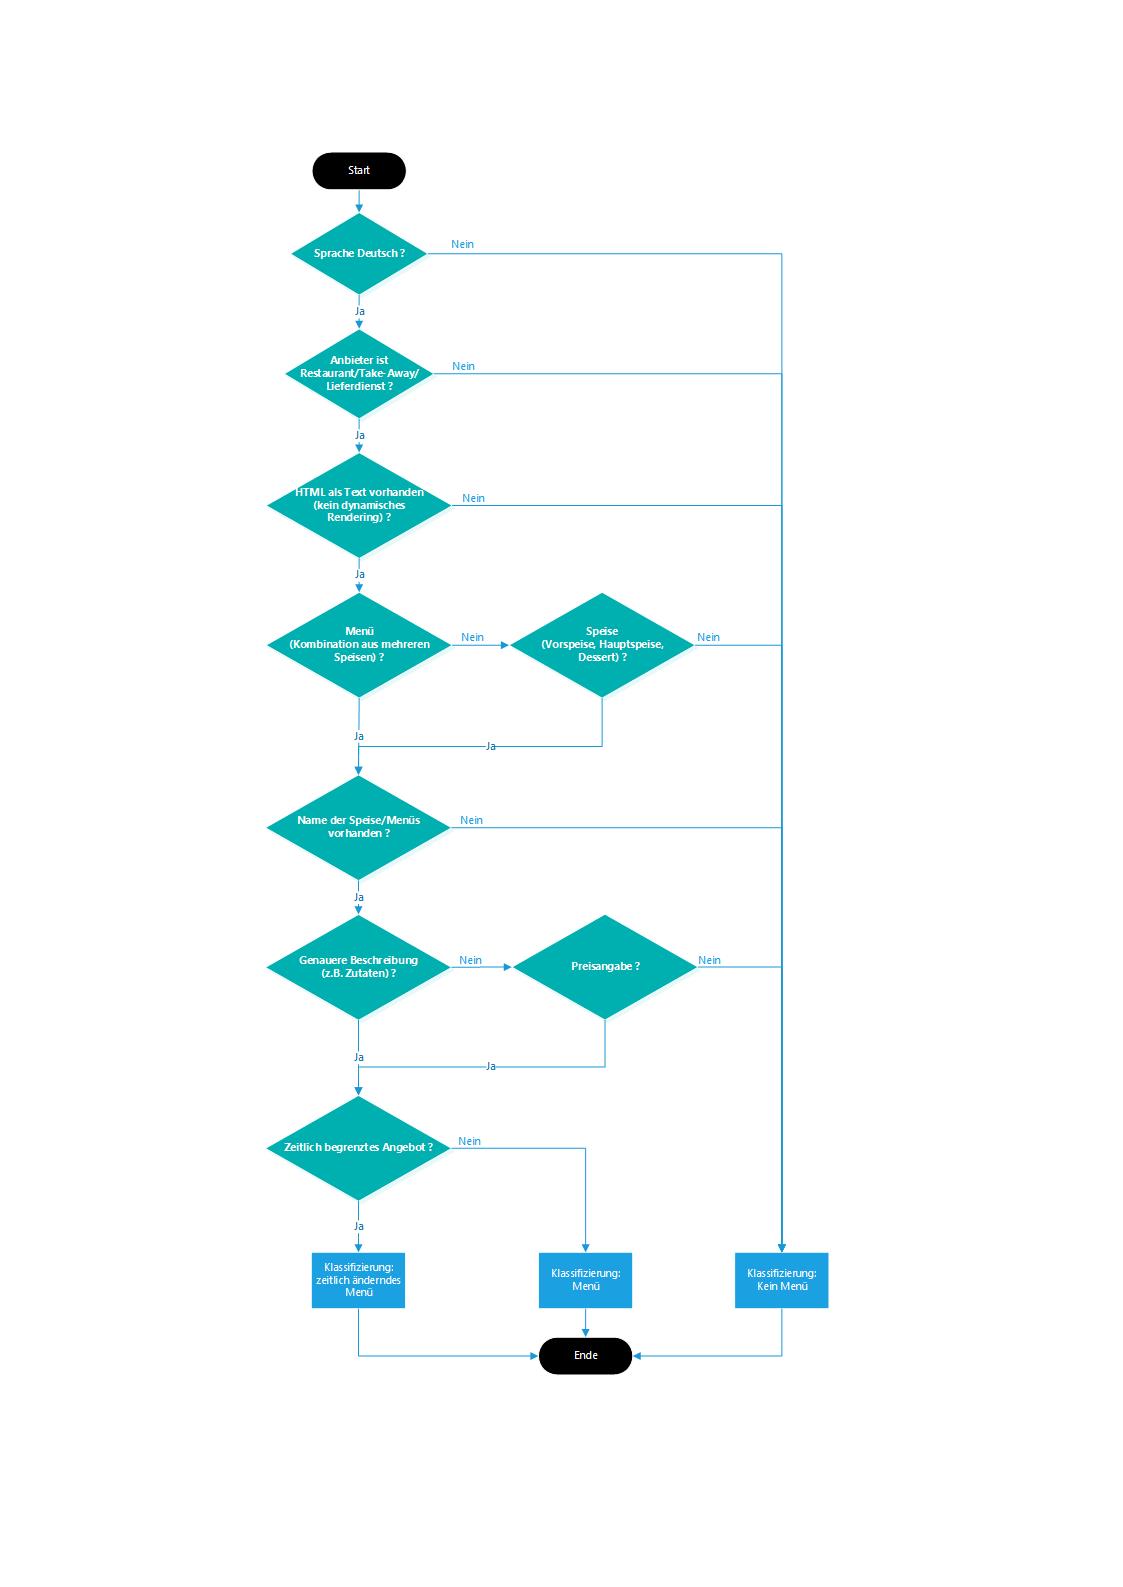 Start
Sprache Deutsch ?
Nein
Ja
Anbieter ist
Restaurant/Take-Away/
Lieferdienst ?
Nein
Ja
HTML als Text vorhanden
(kein dynamisches
Rendering) ?
Nein
Ja
Menü
(Kombination aus mehreren
Speisen) ?
Nein
Speise
(Vorspeise, Hauptspeise,
Dessert) ?
Nein
Ja
Ja
Name der Speise/Menüs
vorhanden ?
Nein
Ja
Genauere Beschreibung
(z.B. Zutaten) ?
Nein
Preisangabe ?
Nein
Ja
Ja
Zeitlich begrenztes Angebot ?
Nein
Ja
Klassifizierung:
zeitlich änderndes
Menü
Klassifizierung:
Menü
Klassifizierung:
Kein Menü
Ende